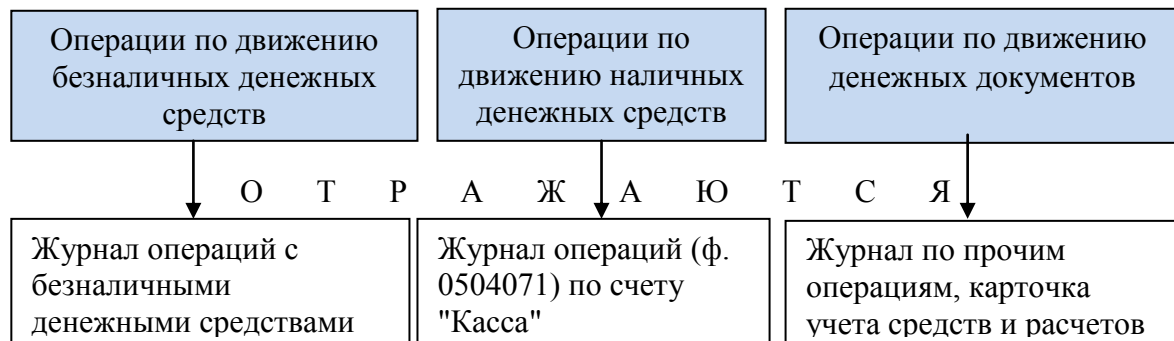 Операции по движению
безналичных денежных
средств
Операции по
движению наличных
денежных средств
Операции по движению
денежных документов
О Т Р А Ж А Ю Т С Я
Журнал операций с
безналичными
денежными средствами
Журнал операций (ф.
0504071) по счету
"Касса"
Журнал по прочим
операциям, карточка
учета средств и расчетов